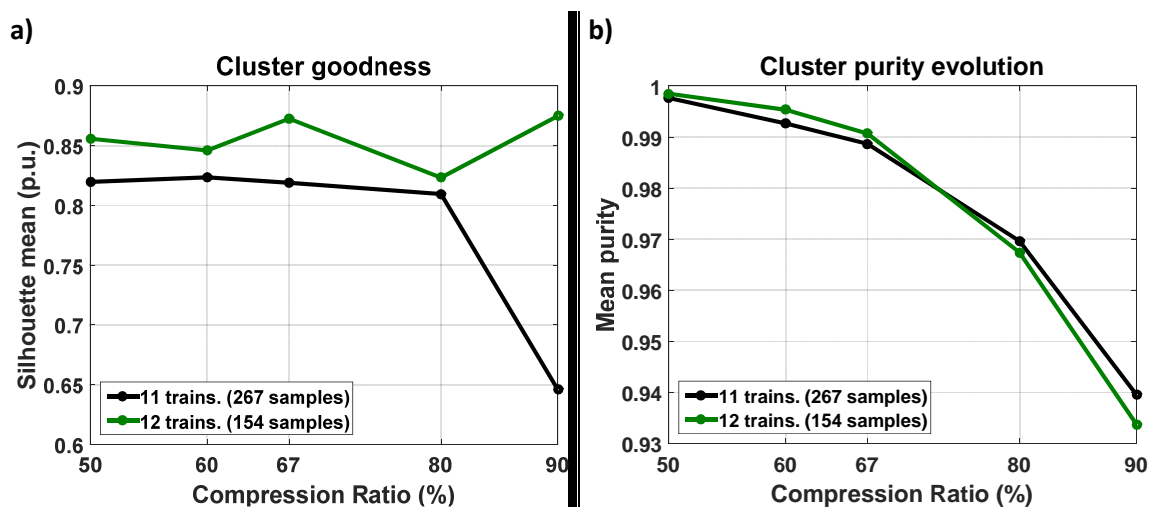 a)
Cluster goodness
0.9
0.85
0.8
0.75
0.7
0.65
0.6
Silhouette mean (p.u.)
11 trains. (267 samples)
12 trains. (154 samples)
50 60 67 80 90
Compression Ratio (%)
b)
Cluster purity evolution
1
0.99
0.98
0.97
0.96
0.95
0.94
0.93
Mean purity
11 trains. (267 samples)
12 trains. (154 samples)
50 60 67 80 90
Compression Ratio (%)